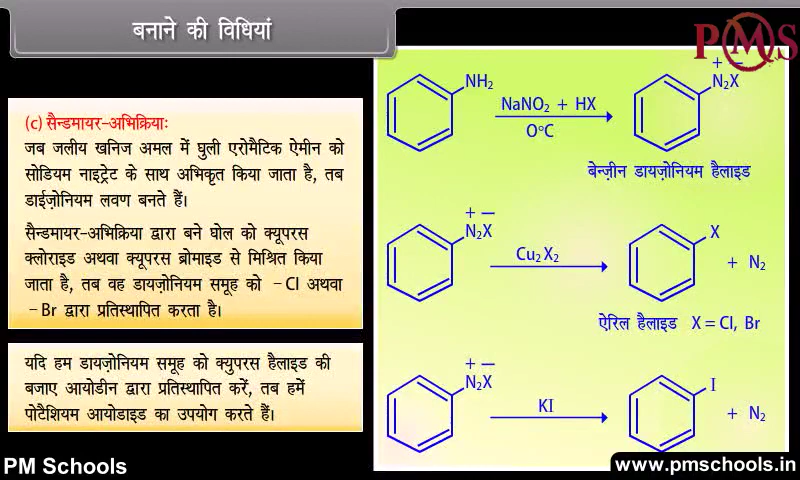 बनाने की विधियां
PMS
(c) सैन्डमायर-अभिक्रियाः
जब जलीय खनिज अमल में घुली एरोमैटिक ऐमीन को
सोडियम नाइट्रेट के साथ अभिकृत किया जाता है, तब
डाईज़ोनियम लवण बनते हैं।
सैन्डमायर-अभिक्रिया द्वारा बने घोल को क्यूपरस
क्लोराइड अथवा क्यूपरस ब्रोमाइड से मिश्रित किया
जाता है, तब वह डायज़ोनियम समूह को -Cl अथवा
-Br द्वारा प्रतिस्थापित करता है।
यदि हम डायज़ोनियम समूह को क्युपरस हैलाइड की
बजाए आयोडीन द्वारा प्रतिस्थापित करें, तब हमें
पोटैशियम आयोडाइड का उपयोग करते हैं।
NH₂
NaNO₂ + HX
0°C
+ −
N₂X
बेन्ज़ीन डायज़ोनियम हैलाइड
+ −
N₂X
Cu₂X₂
X
+ N₂
ऐरिल हैलाइड X = Cl, Br
+ −
N₂X
KI
I
+ N₂
PM Schools
www.pmschools.in